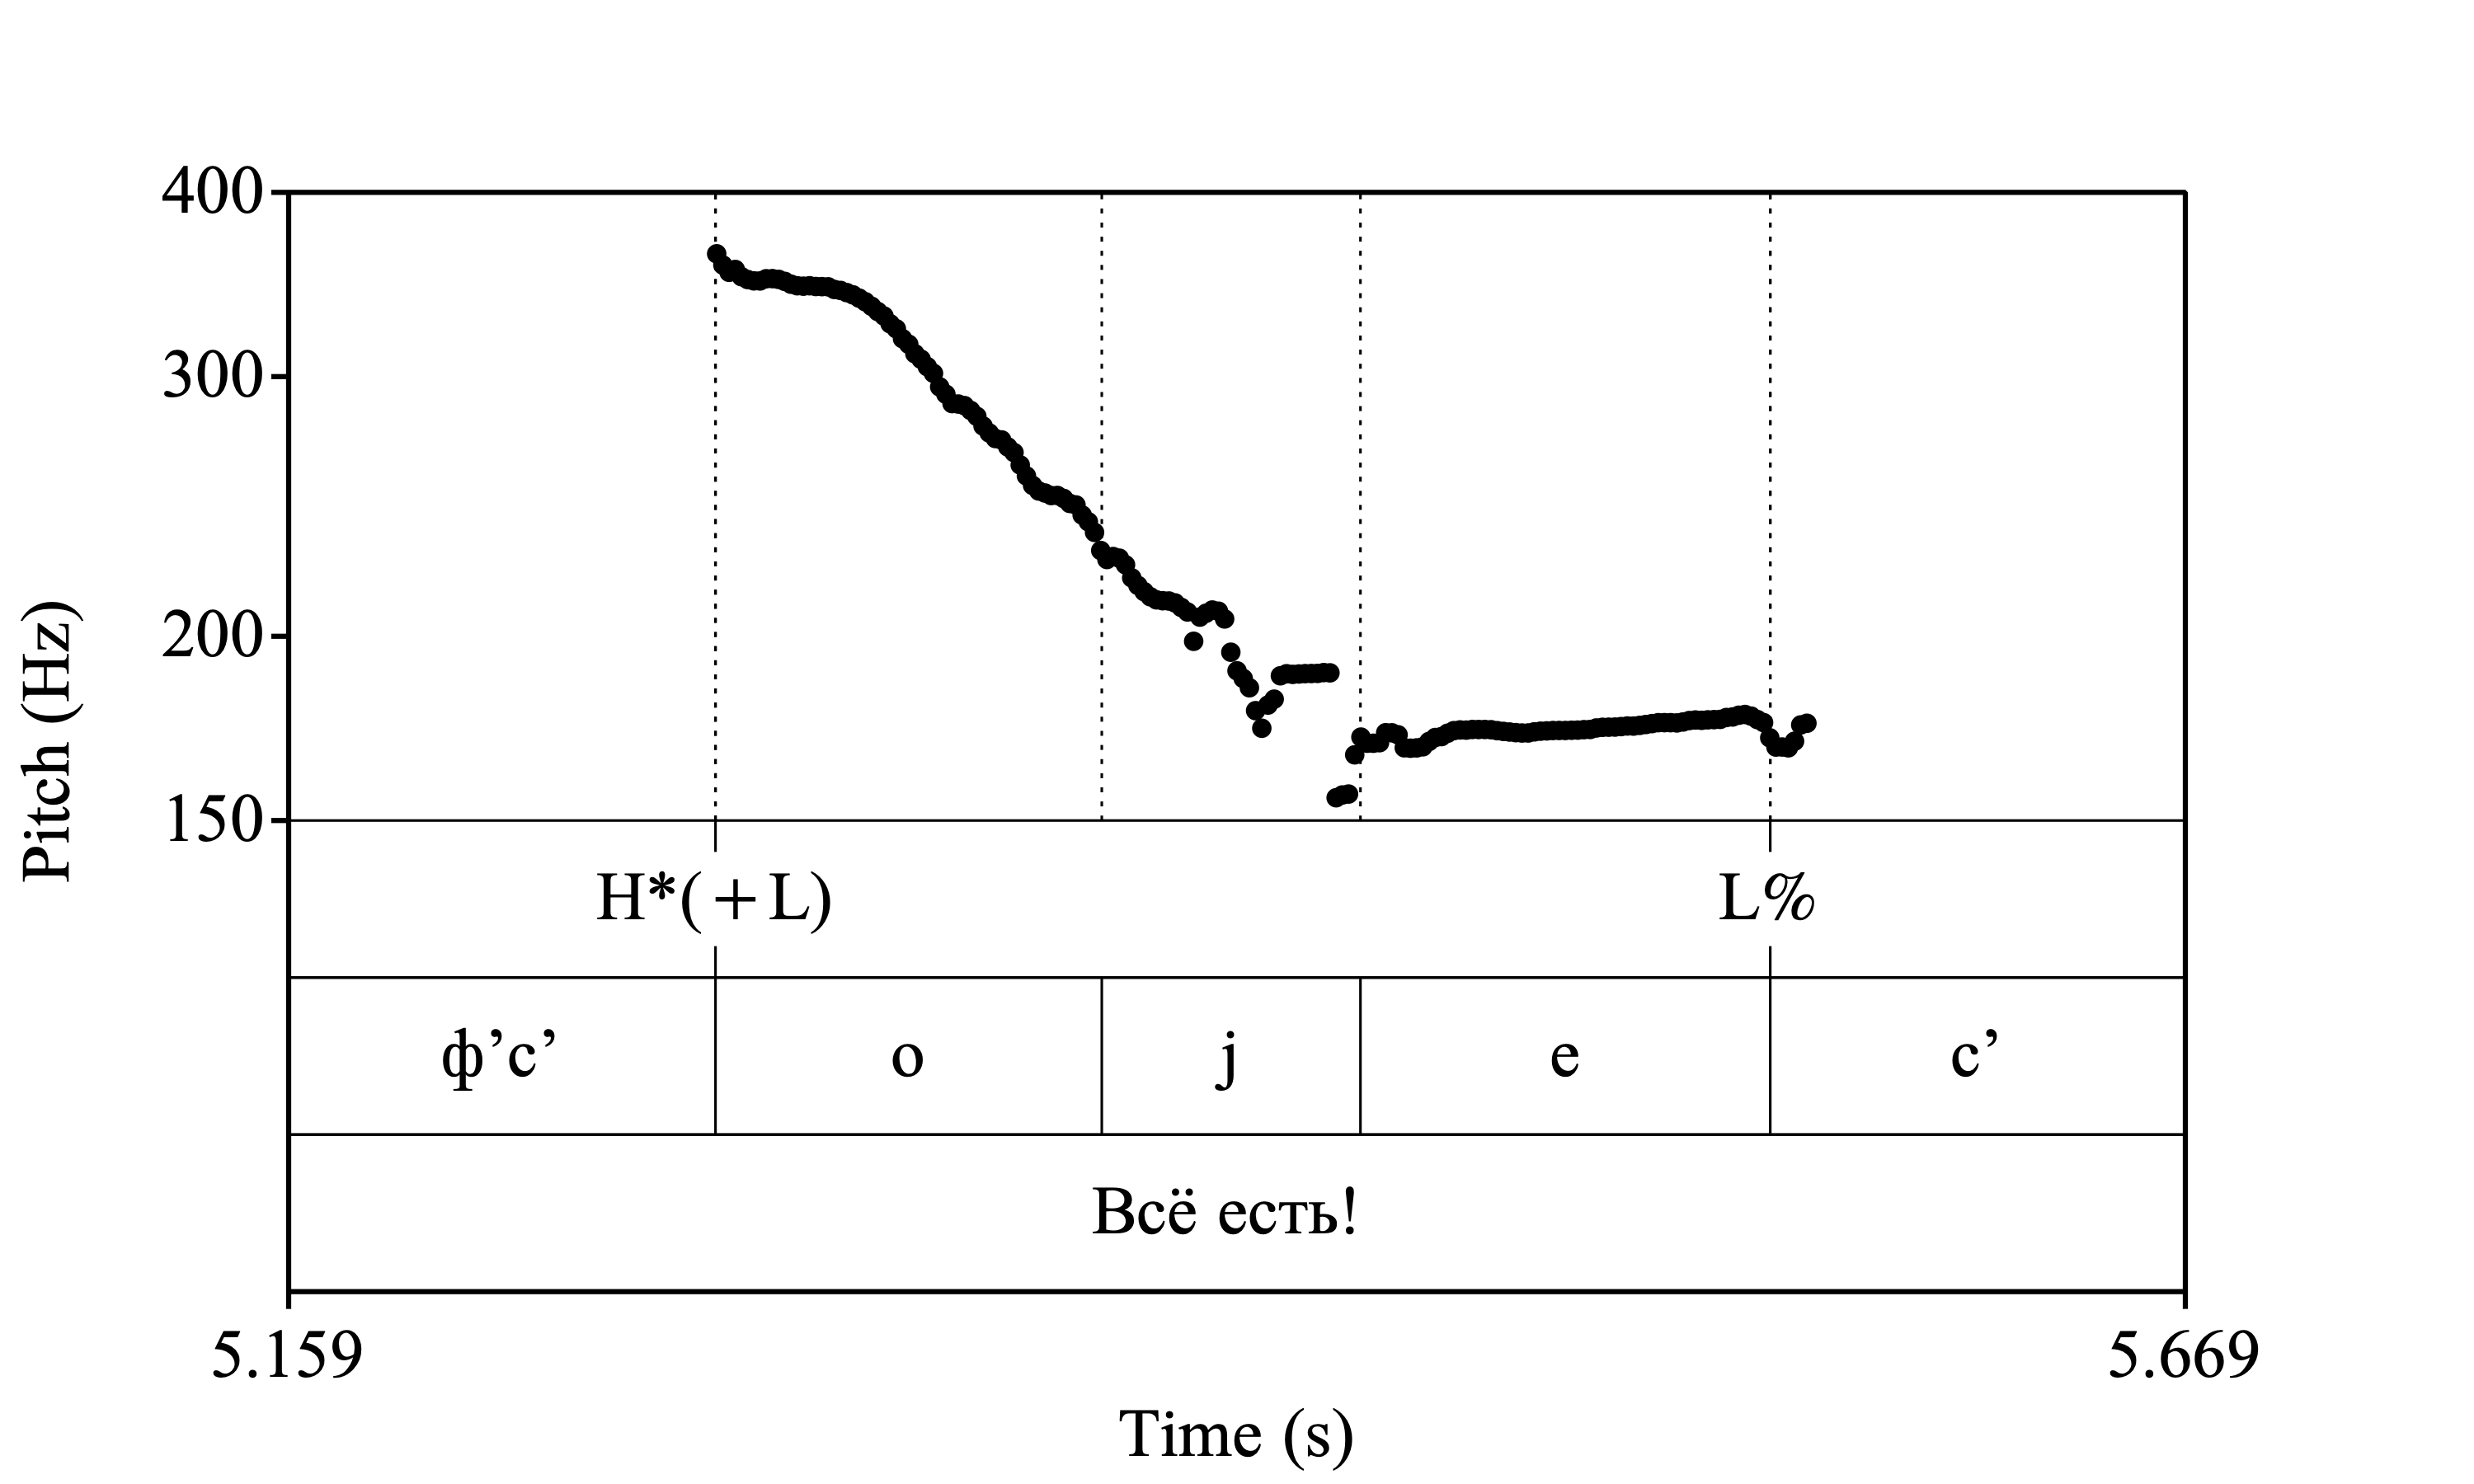 400
300
200
150
Pitch (Hz)
H*(+L) L%
ф’с’ о j е с’
Всё есть!
5.159 5.669
Time (s)